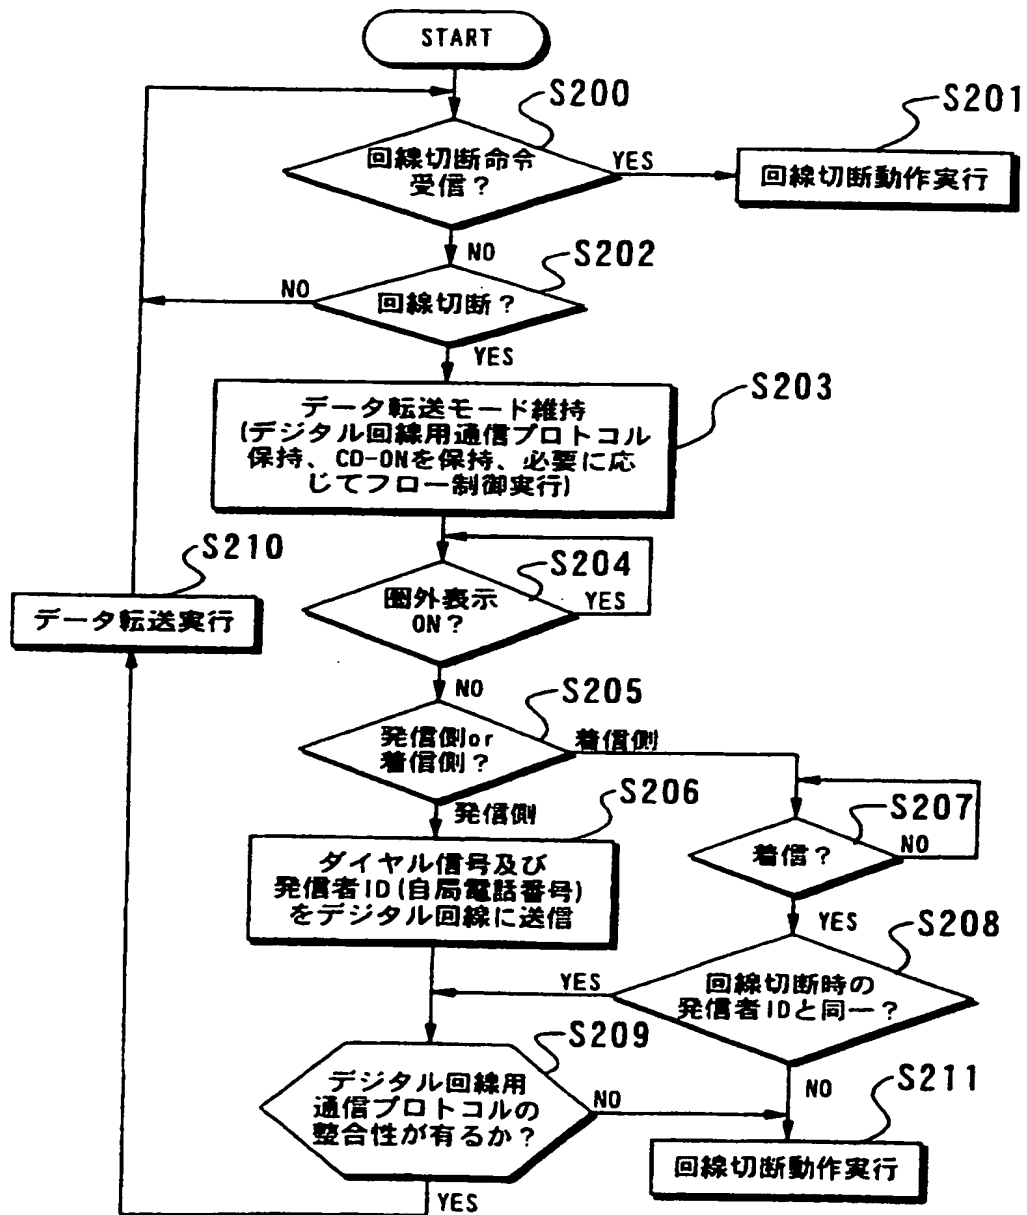 START
S200
回線切断命令
受信?
YES
S201
回線切断動作実行
NO
S202
回線切断?
NO
YES
S203
データ転送モード維持
(デジタル回線用通信プロトコル
保持、CD-ONを保持、必要に応
じてフロー制御実行)
S210
データ転送実行
S204
圏外表示
ON?
YES
NO
S205
発信側or
着信側?
着信側
発信側
S206
ダイヤル信号及び
発信者ID(自局電話番号)
をデジタル回線に送信
S207
着信?
NO
YES
S208
回線切断時の
発信者IDと同一?
YES
NO
S209
デジタル回線用
通信プロトコルの
整合性が有るか?
NO
YES
S211
回線切断動作実行